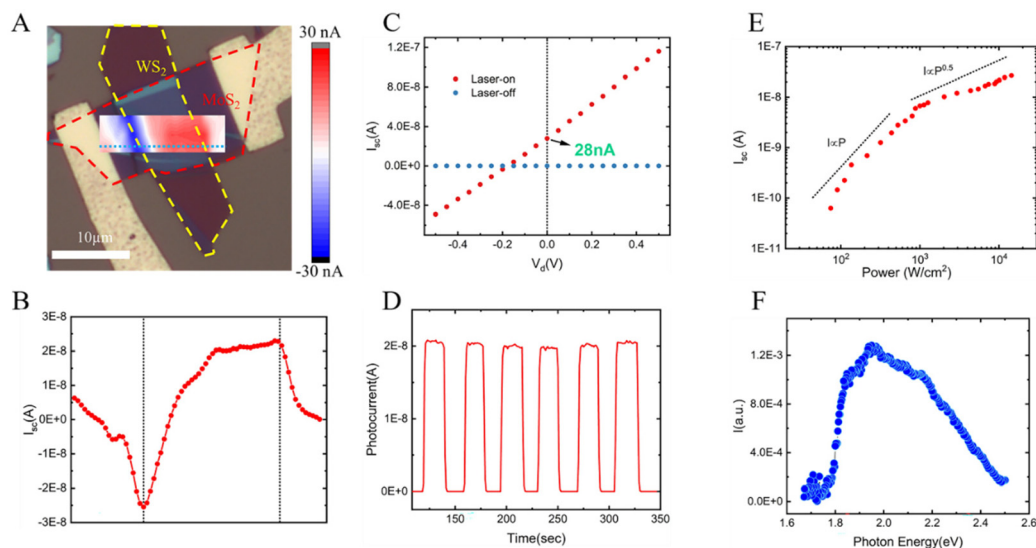 A
30 nA
WS2
MoS2
10μm
-30 nA
B
3E-8
2E-8
1E-8
0E+0
-1E-8
-2E-8
-3E-8
Isc(A)
C
1.2E-7
8.0E-8
4.0E-8
0.0E+0
-4.0E-8
Isc(A)
Laser-on
Laser-off
28nA
-0.4
-0.2
0.0
0.2
0.4
Vd(V)
D
2E-8
1E-8
0E+0
Photocurrent(A)
150
200
250
300
350
Time(sec)
E
1E-7
1E-8
1E-9
1E-10
1E-11
Isc (A)
I∝P
I∝P0.5
10^2
10^3
10^4
Power (W/cm2)
F
1.2E-3
8.0E-4
4.0E-4
0.0E+0
I(a.u.)
1.6
1.8
2.0
2.2
2.4
2.6
Photon Energy(eV)